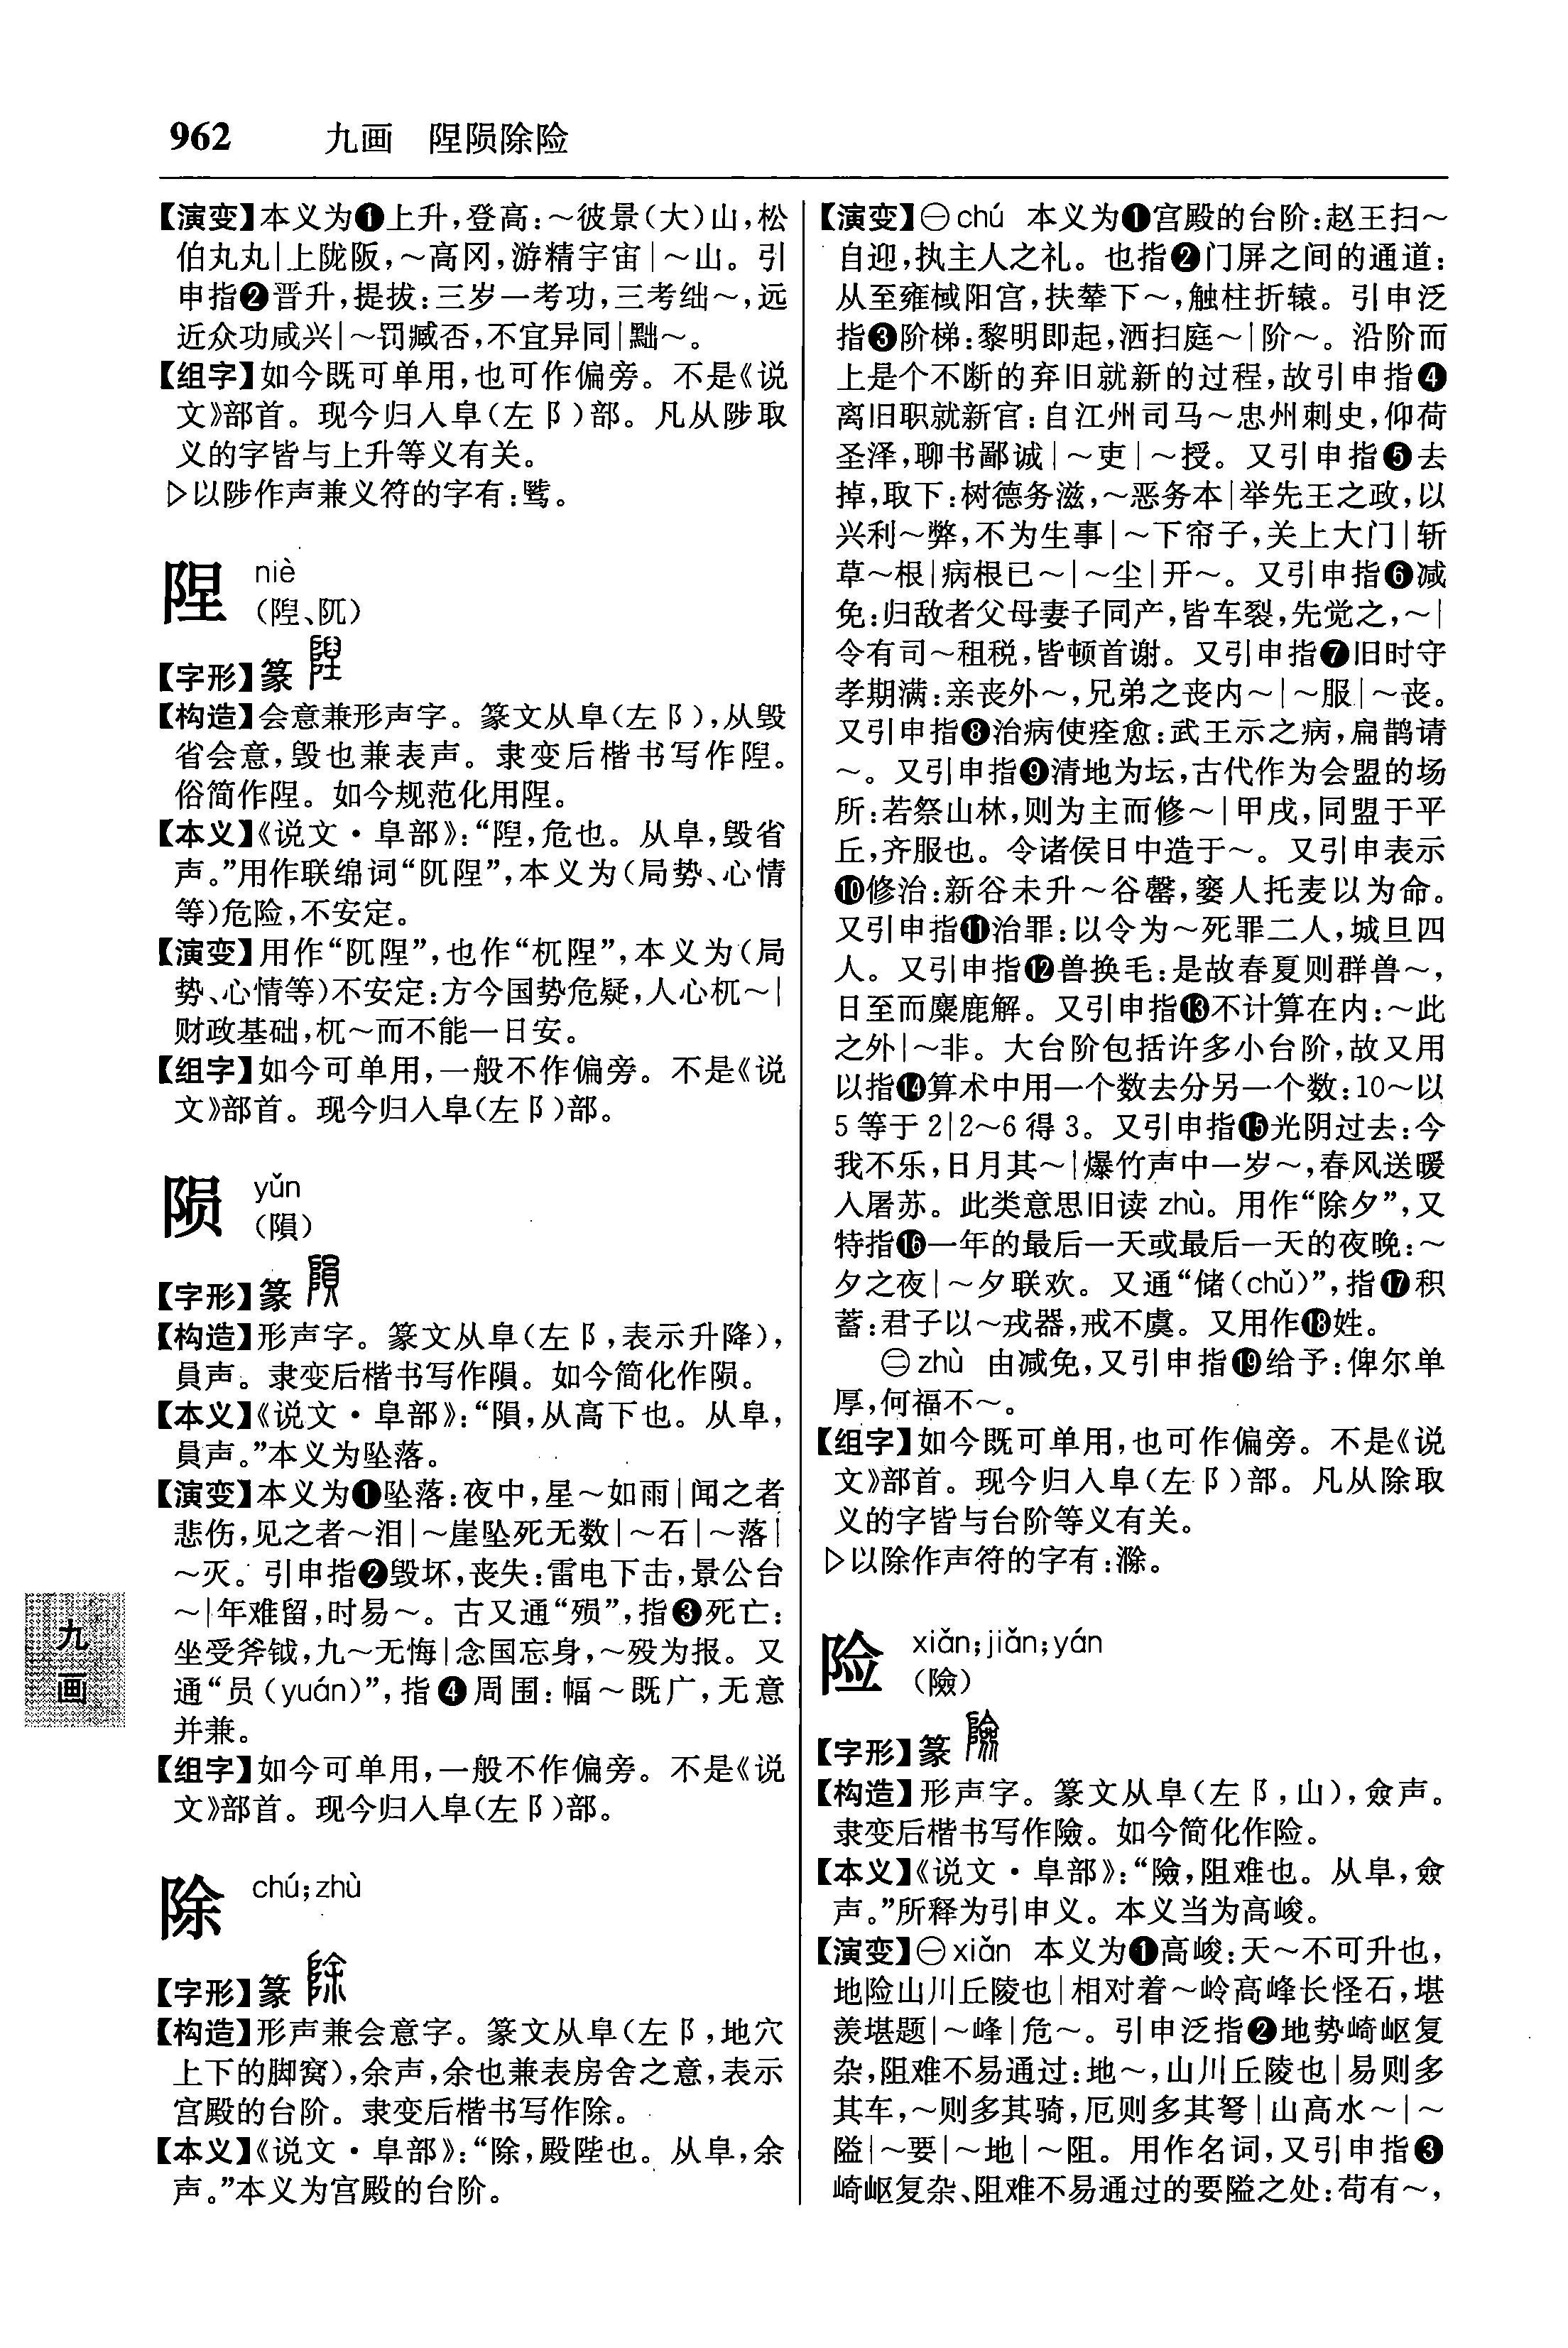 962 九画 陧陨除险
【演变】本义为❶上升,登高:～彼景(大)山,松
伯丸丸|上陇阪,～高冈,游精宇宙|～山。引
申指❷晋升,提拔:三岁一考功,三考绌～,远
近众功咸兴|～罚臧否,不宜异同|黜～。
【组字】如今既可单用,也可作偏旁。不是《说
文》部首。现今归入阜(左阝)部。凡从陟取
义的字皆与上升等义有关。
▷以陟作声兼义符的字有:骘。
陧 niè
(隉、阢)
【字形】篆
【构造】会意兼形声字。篆文从阜(左阝),从毁
省会意,毁也兼表声。隶变后楷书写作隉。
俗简作陧。如今规范化用陧。
【本义】《说文·阜部》:“隉,危也。从阜,毁省
声。”用作联绵词“阢陧”,本义为(局势、心情
等)危险,不安定。
【演变】用作“阢陧”,也作“杌陧”,本义为(局
势、心情等)不安定:方今国势危疑,人心杌～|
财政基础,杌～而不能一日安。
【组字】如今可单用,一般不作偏旁。不是《说
文》部首。现今归入阜(左阝)部。
陨 yǔn
(隕)
【字形】篆
【构造】形声字。篆文从阜(左阝,表示升降),
員声。隶变后楷书写作隕。如今简化作陨。
【本义】《说文·阜部》:“隕,从高下也。从阜,
員声。”本义为坠落。
【演变】本义为❶坠落:夜中,星～如雨|闻之者
悲伤,见之者～泪|～崖坠死无数|～石|～落|
～灭。引申指❷毁坏,丧失:雷电下击,景公台
～|年难留,时易～。古又通“殒”,指❸死亡:
坐受斧钺,九～无悔|念国忘身,～殁为报。又
通“员(yuán)”,指❹周围:幅～既广,无意
并兼。
【组字】如今可单用,一般不作偏旁。不是《说
文》部首。现今归入阜(左阝)部。
除 chú;zhù
【字形】篆
【构造】形声兼会意字。篆文从阜(左阝,地穴
上下的脚窝),余声,余也兼表房舍之意,表示
宫殿的台阶。隶变后楷书写作除。
【本义】《说文·阜部》:“除,殿陛也。从阜,余
声。”本义为宫殿的台阶。
【演变】㊀chú 本义为❶宫殿的台阶:赵王扫～
自迎,执主人之礼。也指❷门屏之间的通道:
从至雍棫阳宫,扶辇下～,触柱折辕。引申泛
指❸阶梯:黎明即起,洒扫庭～|阶～。沿阶而
上是个不断的弃旧就新的过程,故引申指❹
离旧职就新官:自江州司马～忠州刺史,仰荷
圣泽,聊书鄙诚|～吏|～授。又引申指❺去
掉,取下:树德务滋,～恶务本|举先王之政,以
兴利～弊,不为生事|～下帘子,关上大门|斩
草～根|病根已～|～尘|开～。又引申指❻减
免:归敌者父母妻子同产,皆车裂,先觉之,～|
令有司～租税,皆顿首谢。又引申指❼旧时守
孝期满:亲丧外～,兄弟之丧内～|～服|～丧。
又引申指❽治病使痊愈:武王示之病,扁鹊请
～。又引申指❾清地为坛,古代作为会盟的场
所:若祭山林,则为主而修～|甲戌,同盟于平
丘,齐服也。令诸侯日中造于～。又引申表示
❿修治:新谷未升～谷罄,窭人托麦以为命。
又引申指⓫治罪:以令为～死罪二人,城旦四
人。又引申指⓬兽换毛:是故春夏则群兽～,
日至而麋鹿解。又引申指⓭不计算在内:～此
之外|～非。大台阶包括许多小台阶,故又用
以指⓮算术中用一个数去分另一个数:10～以
5等于2|2～6得3。又引申指⓯光阴过去:今
我不乐,日月其～|爆竹声中一岁～,春风送暖
入屠苏。此类意思旧读zhù。用作“除夕”,又
特指⓰一年的最后一天或最后一天的夜晚:～
夕之夜|～夕联欢。又通“储(chǔ)”,指⓱积
蓄:君子以～戎器,戒不虞。又用作⓲姓。
㊁zhù 由减免,又引申指⓳给予:俾尔单
厚,何福不～。
【组字】如今既可单用,也可作偏旁。不是《说
文》部首。现今归入阜(左阝)部。凡从除取
义的字皆与台阶等义有关。
▷以除作声符的字有:滁。
险 xiǎn;jiǎn;yán
(險)
【字形】篆
【构造】形声字。篆文从阜(左阝,山),僉声。
隶变后楷书写作險。如今简化作险。
【本义】《说文·阜部》:“險,阻难也。从阜,僉
声。”所释为引申义。本义当为高峻。
【演变】㊀xiǎn 本义为❶高峻:天～不可升也,
地险山川丘陵也|相对着～岭高峰长怪石,堪
羡堪题|～峰|危～。引申泛指❷地势崎岖复
杂,阻难不易通过:地～,山川丘陵也|易则多
其车,～则多其骑,厄则多其弩|山高水～|～
隘|～要|～地|～阻。用作名词,又引申指❸
崎岖复杂、阻难不易通过的要隘之处:苟有～,
九
画